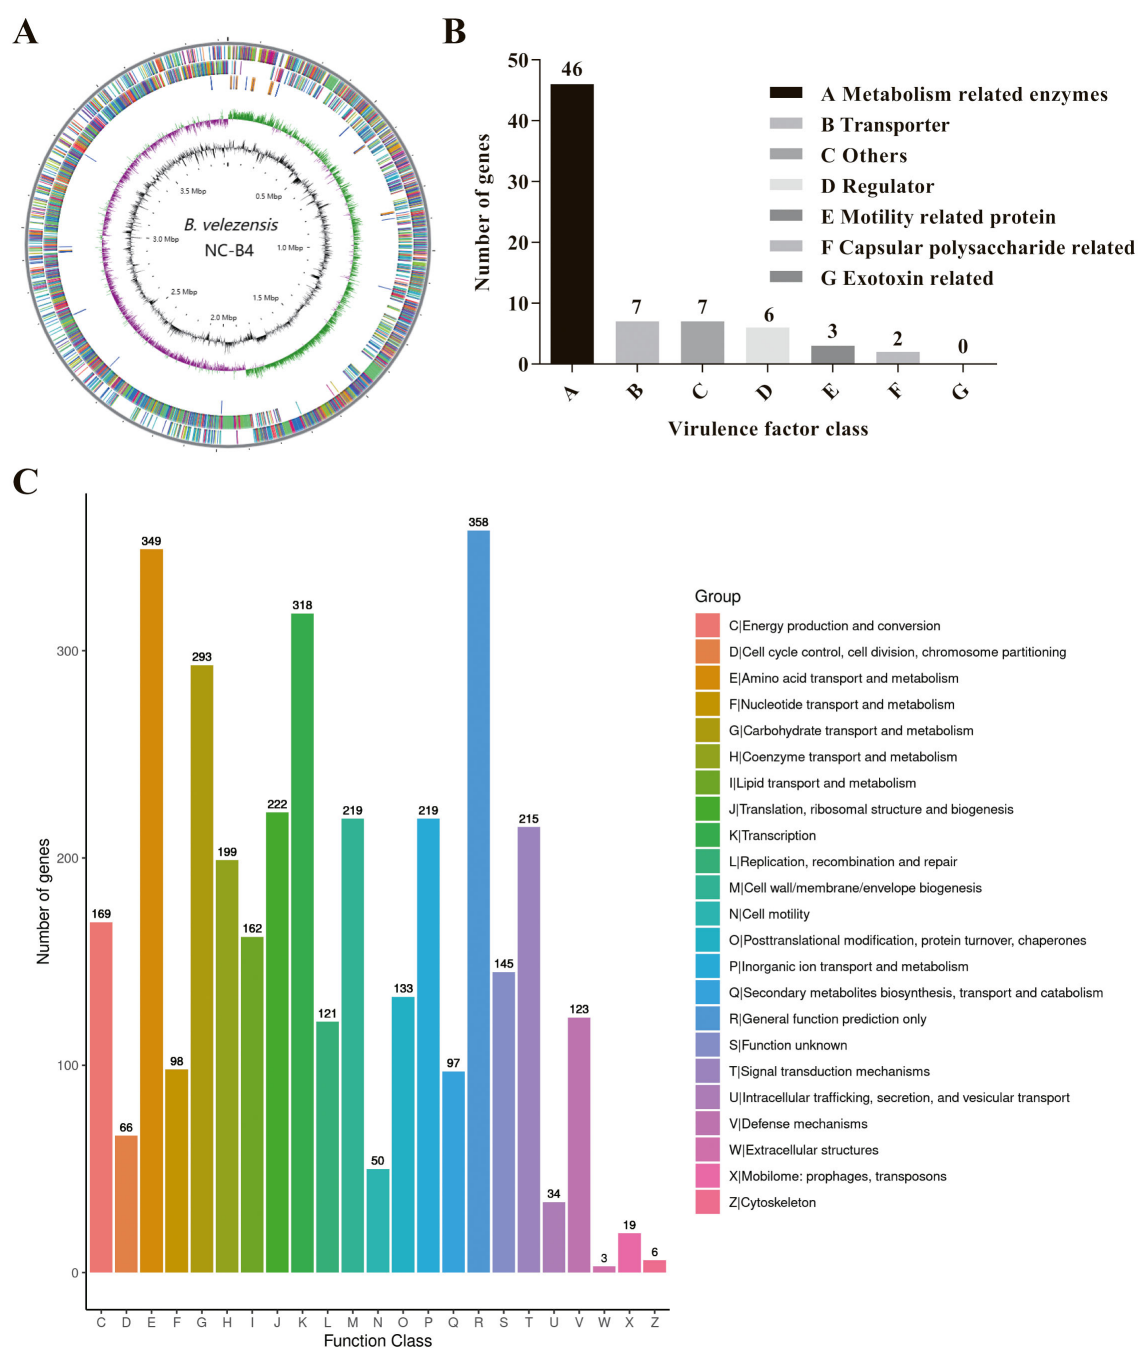 A
3.5 Mbp
0.5 Mbp
B. velezensis
NC-B4
3.0 Mbp
1.0 Mbp
2.5 Mbp
1.5 Mbp
2.0 Mbp
B
Number of genes
50
40
30
20
10
0
46
7
7
6
3
2
0
A
B
C
D
E
F
G
Virulence factor class
A Metabolism related enzymes
B Transporter
C Others
D Regulator
E Motility related protein
F Capsular polysaccharide related
G Exotoxin related
C
Number of genes
300
200
100
0
169
66
349
98
293
199
162
222
318
121
219
50
133
219
97
358
145
215
34
123
3
19
6
C D E F G H I J K L M N O P Q R S T U V W X Z
Function Class
Group
C|Energy production and conversion
D|Cell cycle control, cell division, chromosome partitioning
E|Amino acid transport and metabolism
F|Nucleotide transport and metabolism
G|Carbohydrate transport and metabolism
H|Coenzyme transport and metabolism
I|Lipid transport and metabolism
J|Translation, ribosomal structure and biogenesis
K|Transcription
L|Replication, recombination and repair
M|Cell wall/membrane/envelope biogenesis
N|Cell motility
O|Posttranslational modification, protein turnover, chaperones
P|Inorganic ion transport and metabolism
Q|Secondary metabolites biosynthesis, transport and catabolism
R|General function prediction only
S|Function unknown
T|Signal transduction mechanisms
U|Intracellular trafficking, secretion, and vesicular transport
V|Defense mechanisms
W|Extracellular structures
X|Mobilome: prophages, transposons
Z|Cytoskeleton